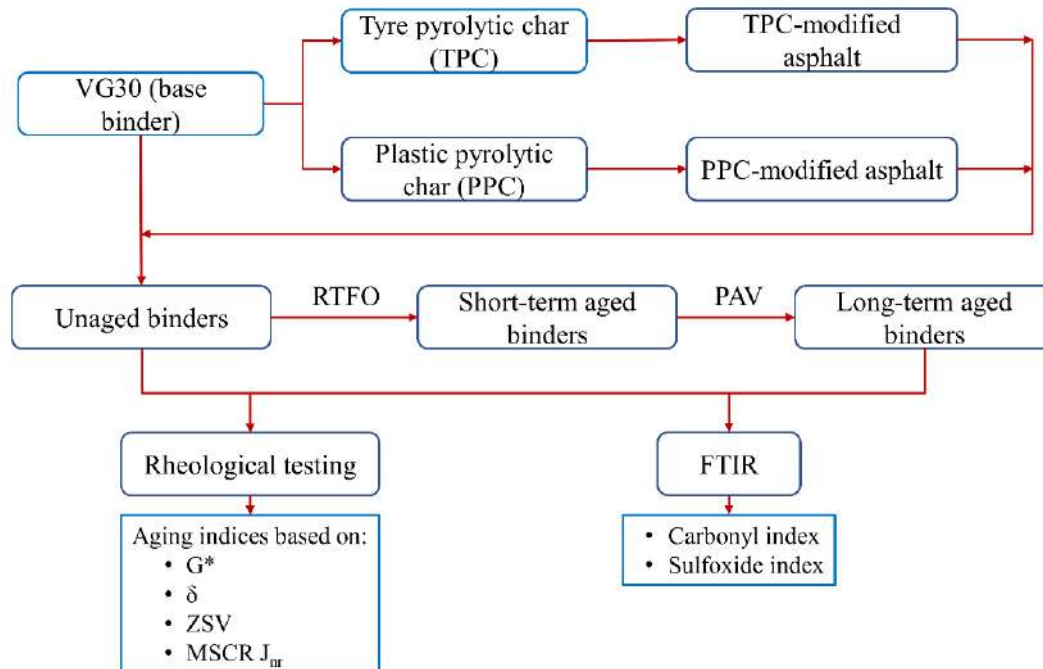 Tyre pyrolytic char
(TPC)
TPC-modified
asphalt
VG30 (base
binder)
Plastic pyrolytic
char (PPC)
PPC-modified asphalt
Unaged binders
RTFO
Short-term aged
binders
PAV
Long-term aged
binders
Rheological testing
FTIR
Aging indices based on:
• G*
• δ
• ZSV
• MSCR Jnr
• Carbonyl index
• Sulfoxide index